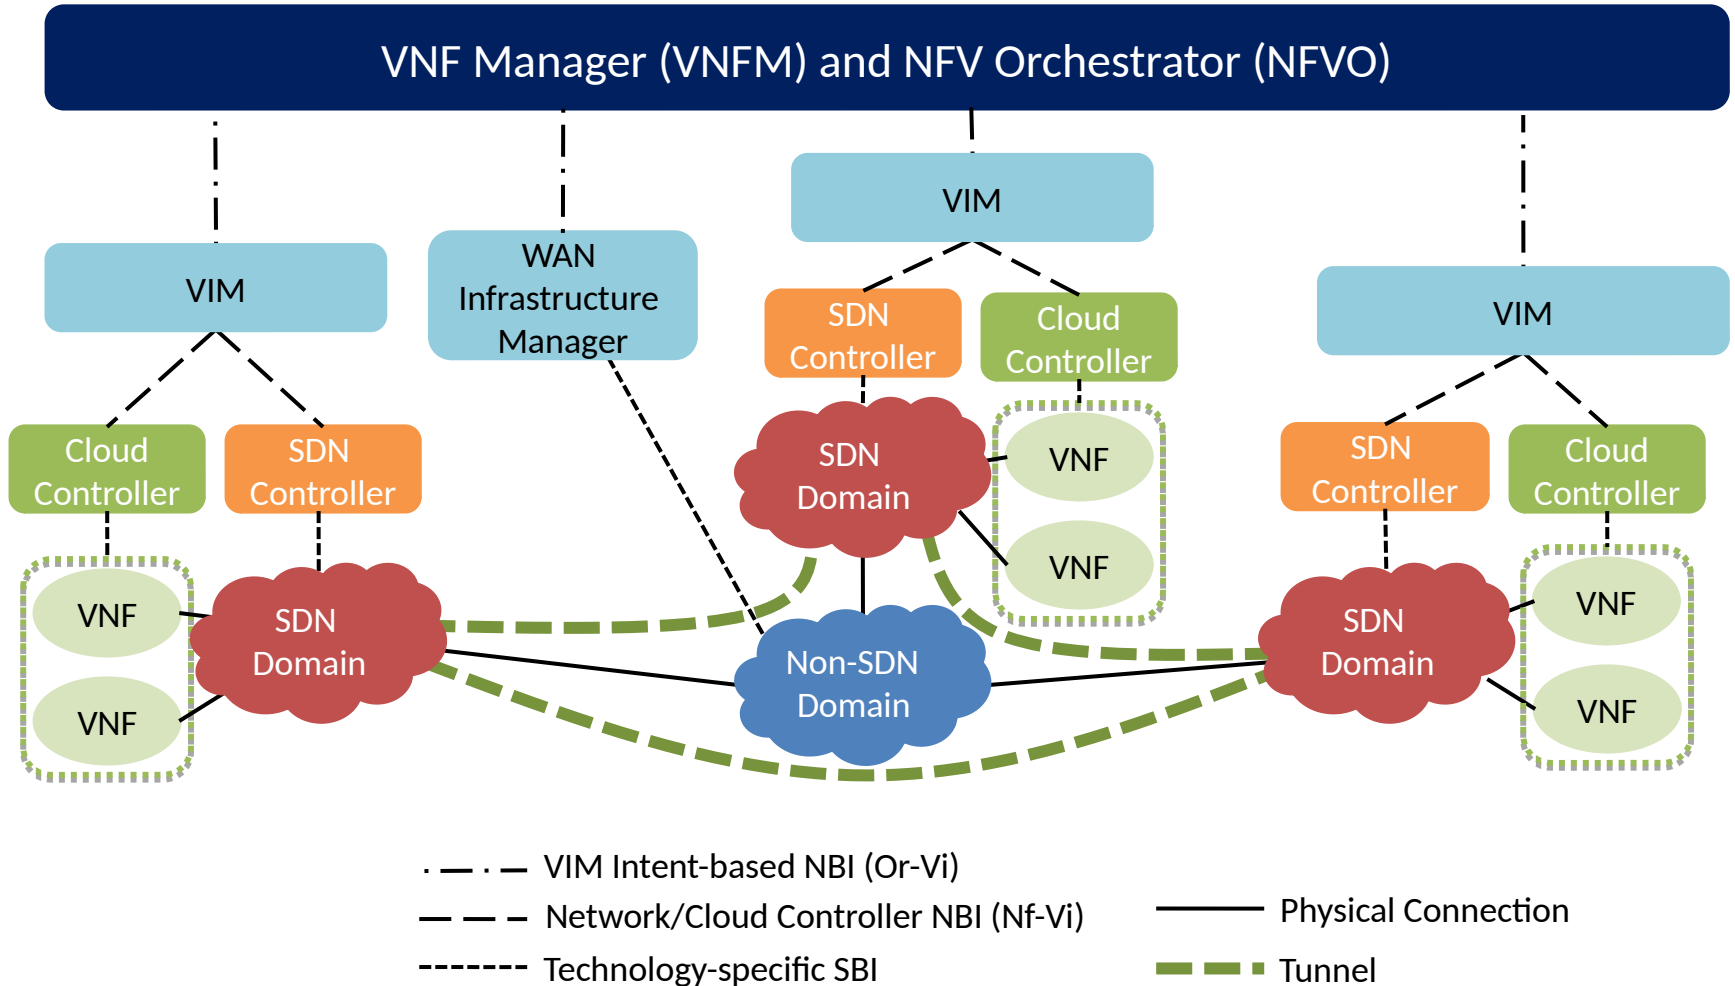 VNF Manager (VNFM) and NFV Orchestrator (NFVO)
VIM
WAN
Infrastructure
Manager
VIM
VIM
Cloud
Controller
SDN
Controller
SDN
Controller
Cloud
Controller
SDN
Controller
Cloud
Controller
VNF
VNF
SDN
Domain
SDN
Domain
VNF
VNF
Non-SDN
Domain
SDN
Domain
VNF
VNF
VIM Intent-based NBI (Or-Vi)
Network/Cloud Controller NBI (Nf-Vi)
Technology-specific SBI
Physical Connection
Tunnel